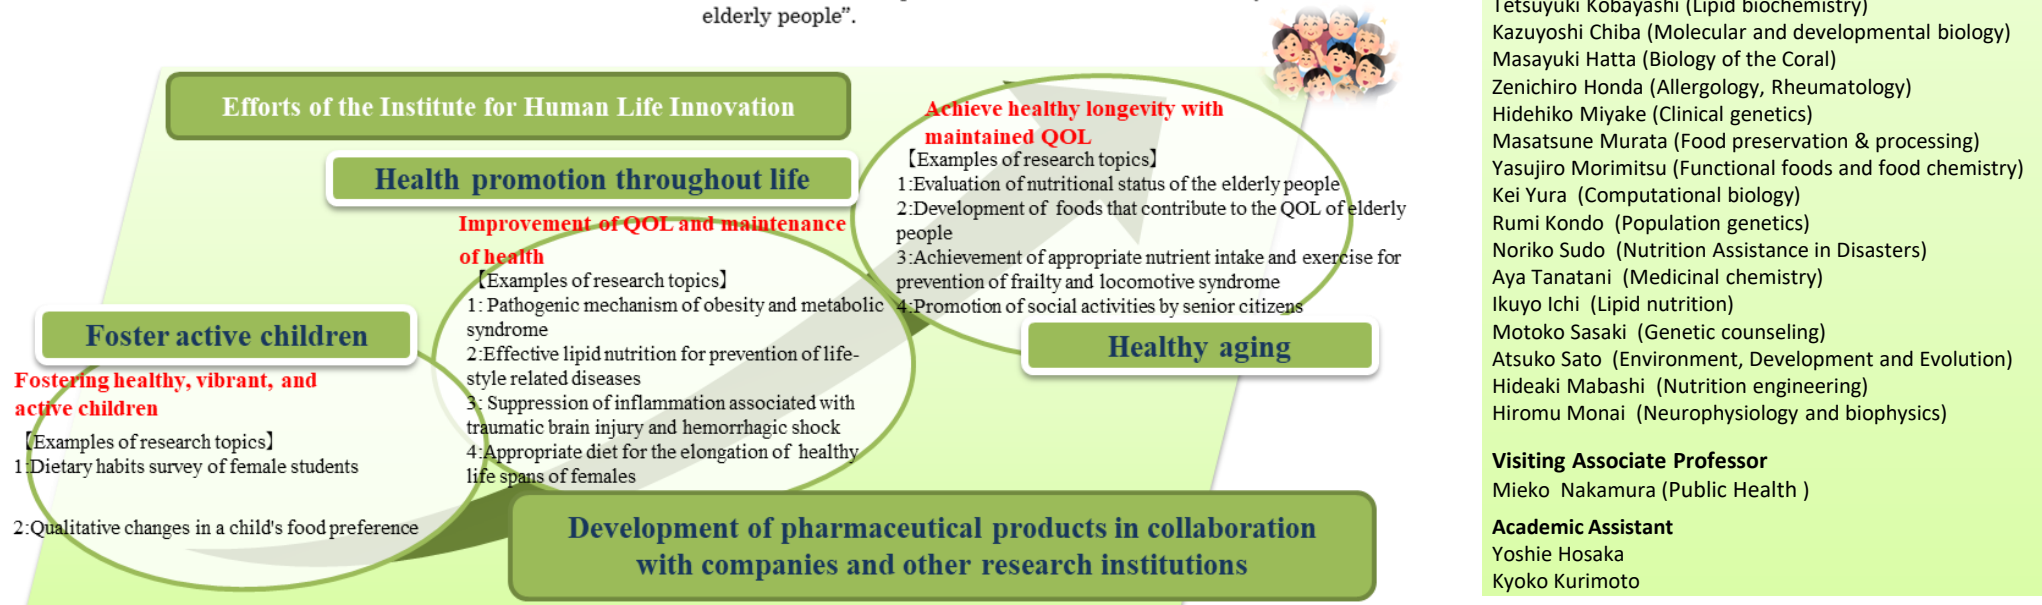 elderly people”.
Efforts of the Institute for Human Life Innovation
Health promotion throughout life
Foster active children
Fostering healthy, vibrant, and
active children
【Examples of research topics】
1:Dietary habits survey of female students
2:Qualitative changes in a child's food preference
Improvement of QOL and maintenance
of health
【Examples of research topics】
1: Pathogenic mechanism of obesity and metabolic
syndrome
2:Effective lipid nutrition for prevention of life-
style related diseases
3: Suppression of inflammation associated with
traumatic brain injury and hemorrhagic shock
4:Appropriate diet for the elongation of healthy
life spans of females
Achieve healthy longevity with
maintained QOL
【Examples of research topics】
1:Evaluation of nutritional status of the elderly people
2:Development of foods that contribute to the QOL of elderly
people
3:Achievement of appropriate nutrient intake and exercise for
prevention of frailty and locomotive syndrome
4:Promotion of social activities by senior citizens
Healthy aging
Development of pharmaceutical products in collaboration
with companies and other research institutions
Tetsuyuki Kobayashi (Lipid biochemistry)
Kazuyoshi Chiba (Molecular and developmental biology)
Masayuki Hatta (Biology of the Coral)
Zenichiro Honda (Allergology, Rheumatology)
Hidehiko Miyake (Clinical genetics)
Masatsune Murata (Food preservation & processing)
Yasujiro Morimitsu (Functional foods and food chemistry)
Kei Yura (Computational biology)
Rumi Kondo (Population genetics)
Noriko Sudo (Nutrition Assistance in Disasters)
Aya Tanatani (Medicinal chemistry)
Ikuyo Ichi (Lipid nutrition)
Motoko Sasaki (Genetic counseling)
Atsuko Sato (Environment, Development and Evolution)
Hideaki Mabashi (Nutrition engineering)
Hiromu Monai (Neurophysiology and biophysics)
Visiting Associate Professor
Mieko Nakamura (Public Health )
Academic Assistant
Yoshie Hosaka
Kyoko Kurimoto